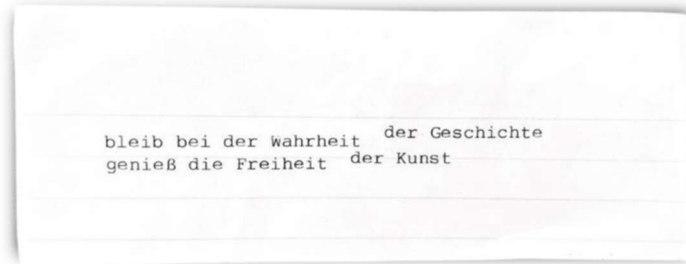 bleib bei der Wahrheit der Geschichte
genieß die Freiheit der Kunst